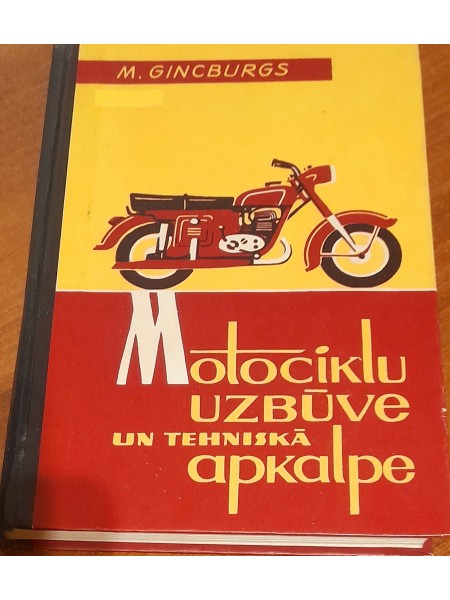 M. GINCBURGS
Motociklu
UZBŪVE
UN TEHNISKĀ
apkalpe